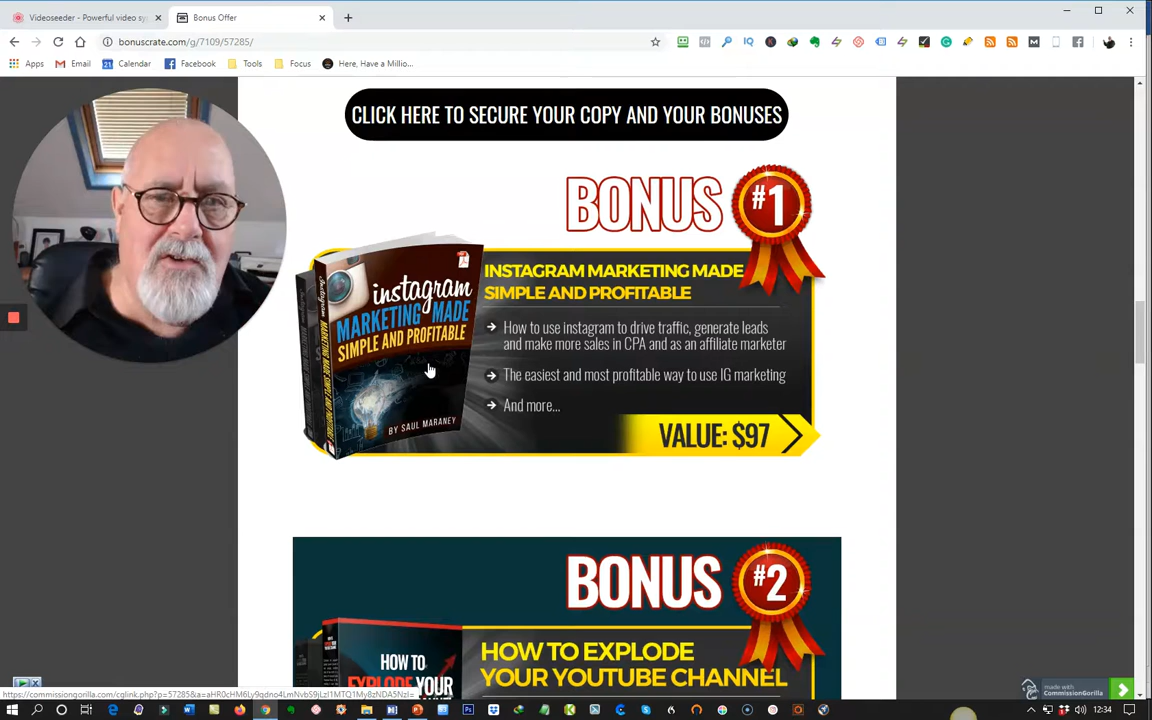 Videoseeder - Powerful video sy
Bonus Offer
bonuscrate.com/g/7109/57285/
Apps
Email
Calendar
Facebook
Tools
Focus
Here, Have a Millio...
CLICK HERE TO SECURE YOUR COPY AND YOUR BONUSES
BONUS #1
INSTAGRAM MARKETING MADE
SIMPLE AND PROFITABLE
How to use instagram to drive traffic, generate leads
and make more sales in CPA and as an affiliate marketer
The easiest and most profitable way to use IG marketing
And more...
VALUE: $97
instagram
MARKETING MADE
SIMPLE AND PROFITABLE
BY SAUL MARANEY
BONUS #2
HOW TO EXPLODE
YOUR YOUTUBE CHANNEL
HOW TO
EXPLODE
YOUR
made with
CommissionGorilla
12:34